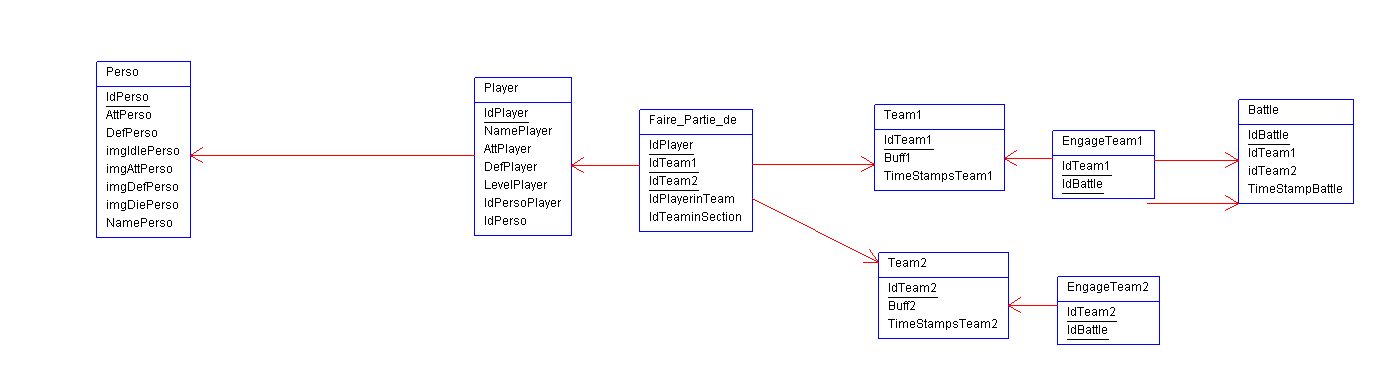 Perso
IdPerso
AttPerso
DefPerso
imgIdlePerso
imgAttPerso
imgDefPerso
imgDiePerso
NamePerso
Player
IdPlayer
NamePlayer
AttPlayer
DefPlayer
LevelPlayer
IdPersoPlayer
IdPerso
Faire_Partie_de
IdPlayer
IdTeam1
IdTeam2
IdPlayerinTeam
IdTeaminSection
Team1
IdTeam1
Buff1
TimeStampsTeam1
Team2
IdTeam2
Buff2
TimeStampsTeam2
EngageTeam1
IdTeam1
IdBattle
EngageTeam2
IdTeam2
IdBattle
Battle
IdBattle
IdTeam1
idTeam2
TimeStampBattle